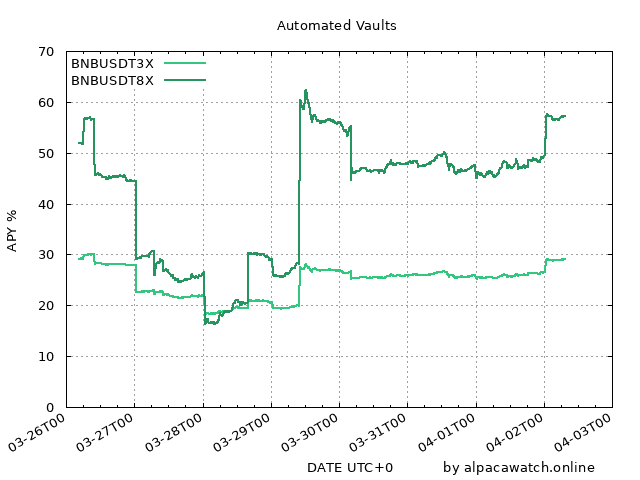 Automated Vaults
BNBUSDT3X
BNBUSDT8X
APY %
70
60
50
40
30
20
10
0
03-26T00
03-27T00
03-28T00
03-29T00
03-30T00
03-31T00
04-01T00
04-02T00
04-03T00
DATE UTC+0
by alpacawatch.online